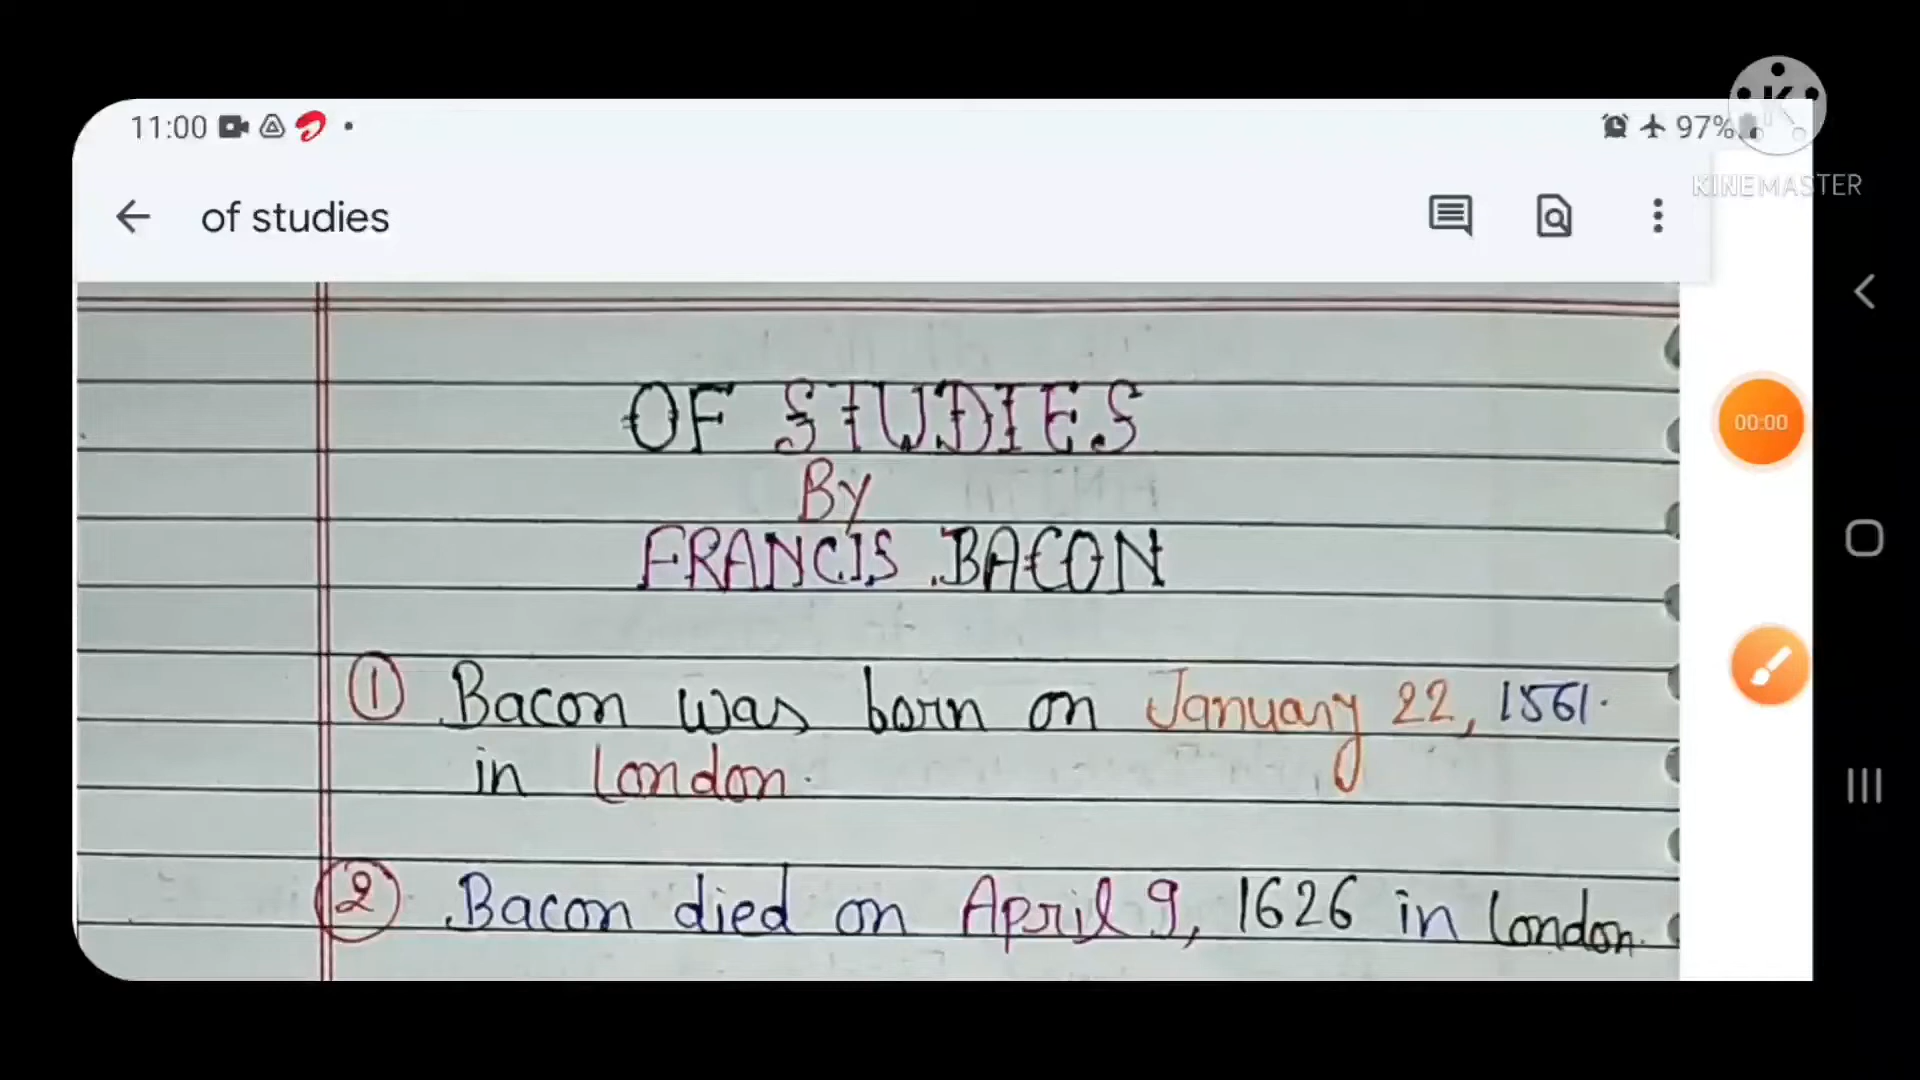 11:00
97%
KINEMASTER
of studies
OF STUDIES
By
FRANCIS BACON
00:00
① Bacon was born on January 22, 1561.
in London.
② Bacon died on April 9, 1626 in London.